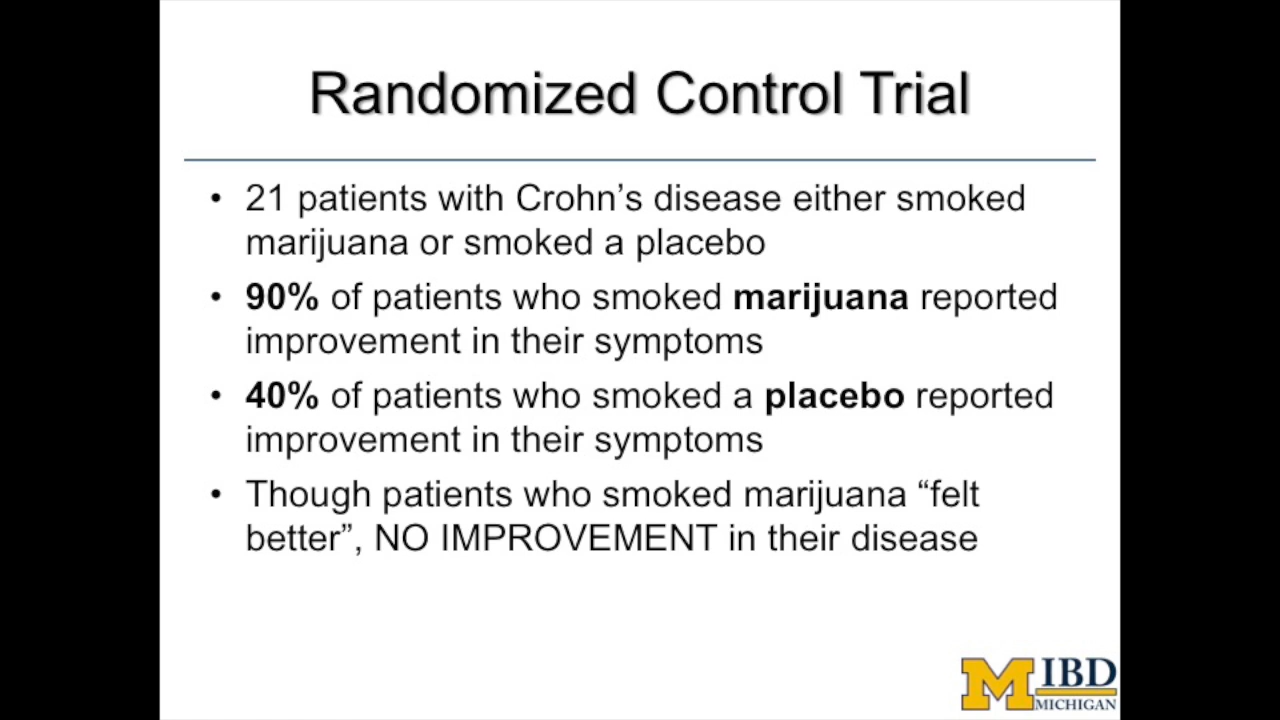 Randomized Control Trial
• 21 patients with Crohn’s disease either smoked
marijuana or smoked a placebo
• 90% of patients who smoked marijuana reported
improvement in their symptoms
• 40% of patients who smoked a placebo reported
improvement in their symptoms
• Though patients who smoked marijuana “felt
better”, NO IMPROVEMENT in their disease
M IBD
MICHIGAN